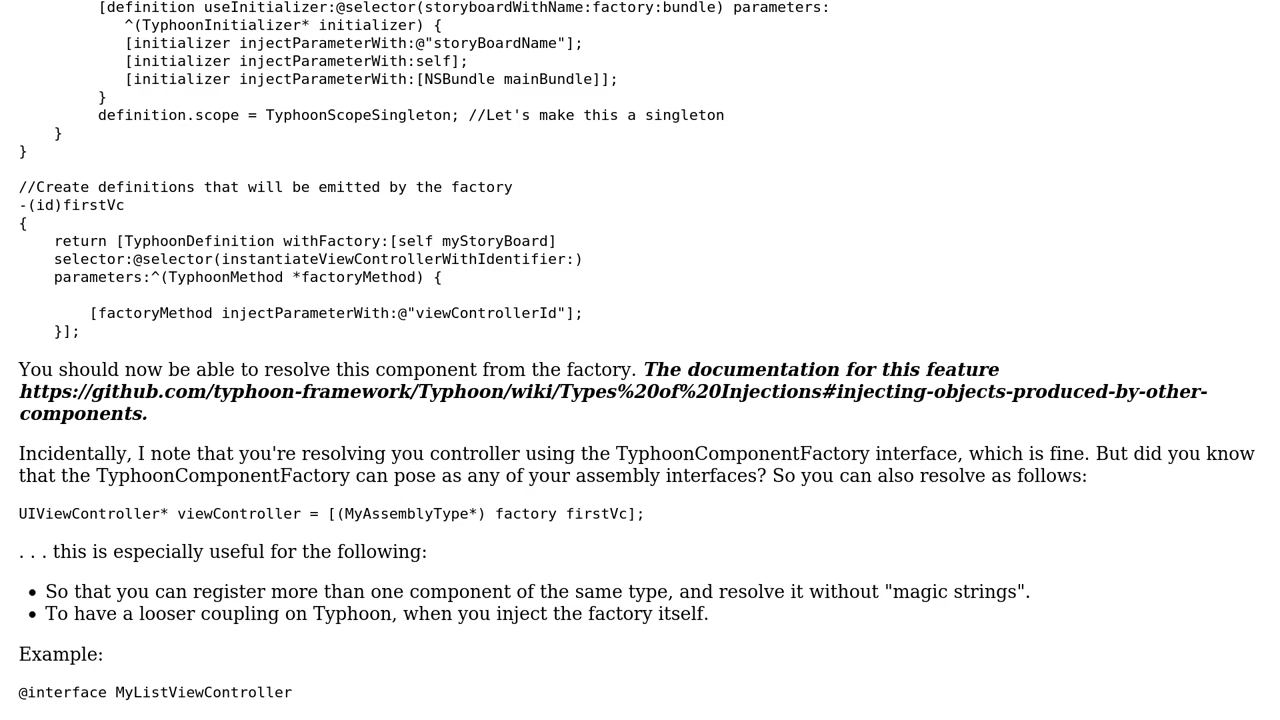 [definition useInitializer:@selector(storyboardWithName:factory:bundle) parameters:
^(TyphoonInitializer* initializer) {
[initializer injectParameterWith:@"storyBoardName"];
[initializer injectParameterWith:self];
[initializer injectParameterWith:[NSBundle mainBundle]];
}
definition.scope = TyphoonScopeSingleton; //Let's make this a singleton
}
}
//Create definitions that will be emitted by the factory
-(id)firstVc
{
return [TyphoonDefinition withFactory:[self myStoryBoard]
selector:@selector(instantiateViewControllerWithIdentifier:)
parameters:^(TyphoonMethod *factoryMethod) {
[factoryMethod injectParameterWith:@"viewControllerId"];
}];
You should now be able to resolve this component from the factory. The documentation for this feature
https://github.com/typhoon-framework/Typhoon/wiki/Types%20of%20Injections#injecting-objects-produced-by-other-
components.
Incidentally, I note that you're resolving you controller using the TyphoonComponentFactory interface, which is fine. But did you know
that the TyphoonComponentFactory can pose as any of your assembly interfaces? So you can also resolve as follows:
UIViewController* viewController = [(MyAssemblyType*) factory firstVc];
. . . this is especially useful for the following:
• So that you can register more than one component of the same type, and resolve it without "magic strings".
• To have a looser coupling on Typhoon, when you inject the factory itself.
Example:
@interface MyListViewController